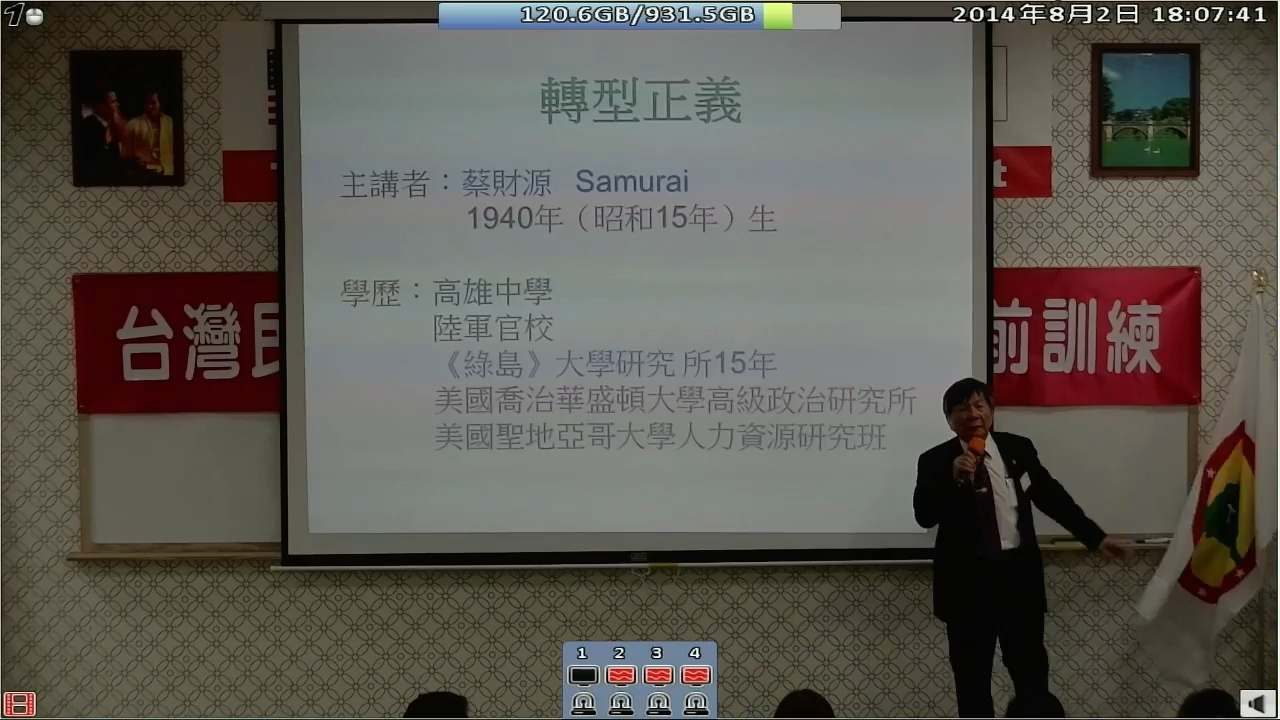 120.6GB/931.5GB
2014年8月2日 18:07:41
轉型正義
主講者：蔡財源 Samurai
1940年（昭和15年）生
t
學歷：高雄中學
陸軍官校
《綠島》大學研究 所15年
美國喬治華盛頓大學高級政治研究所
美國聖地亞哥大學人力資源研究班
台灣民
前訓練
1 2 3 4